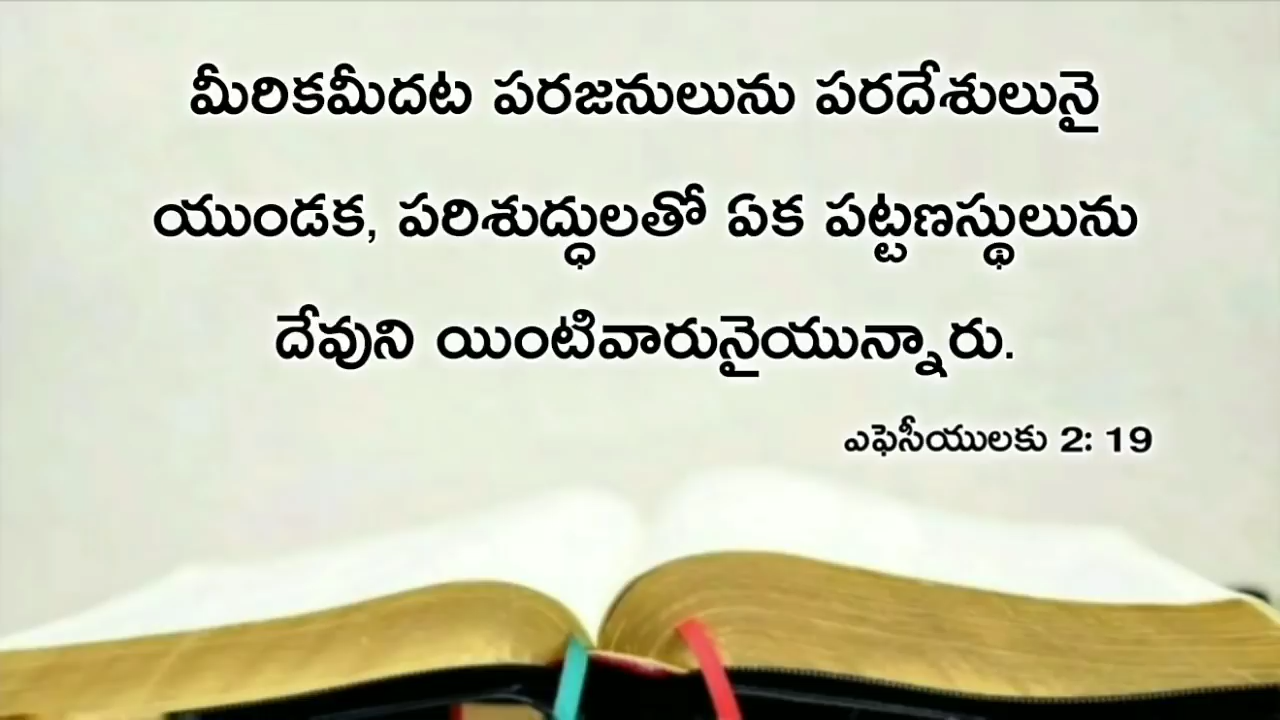 మీరికమీదట పరజనులును పరదేశులునై
యుండక, పరిశుద్ధులతో ఏక పట్టణస్థులును
దేవుని యింటివారునైయున్నారు.
ఎఫెసీయులకు 2: 19